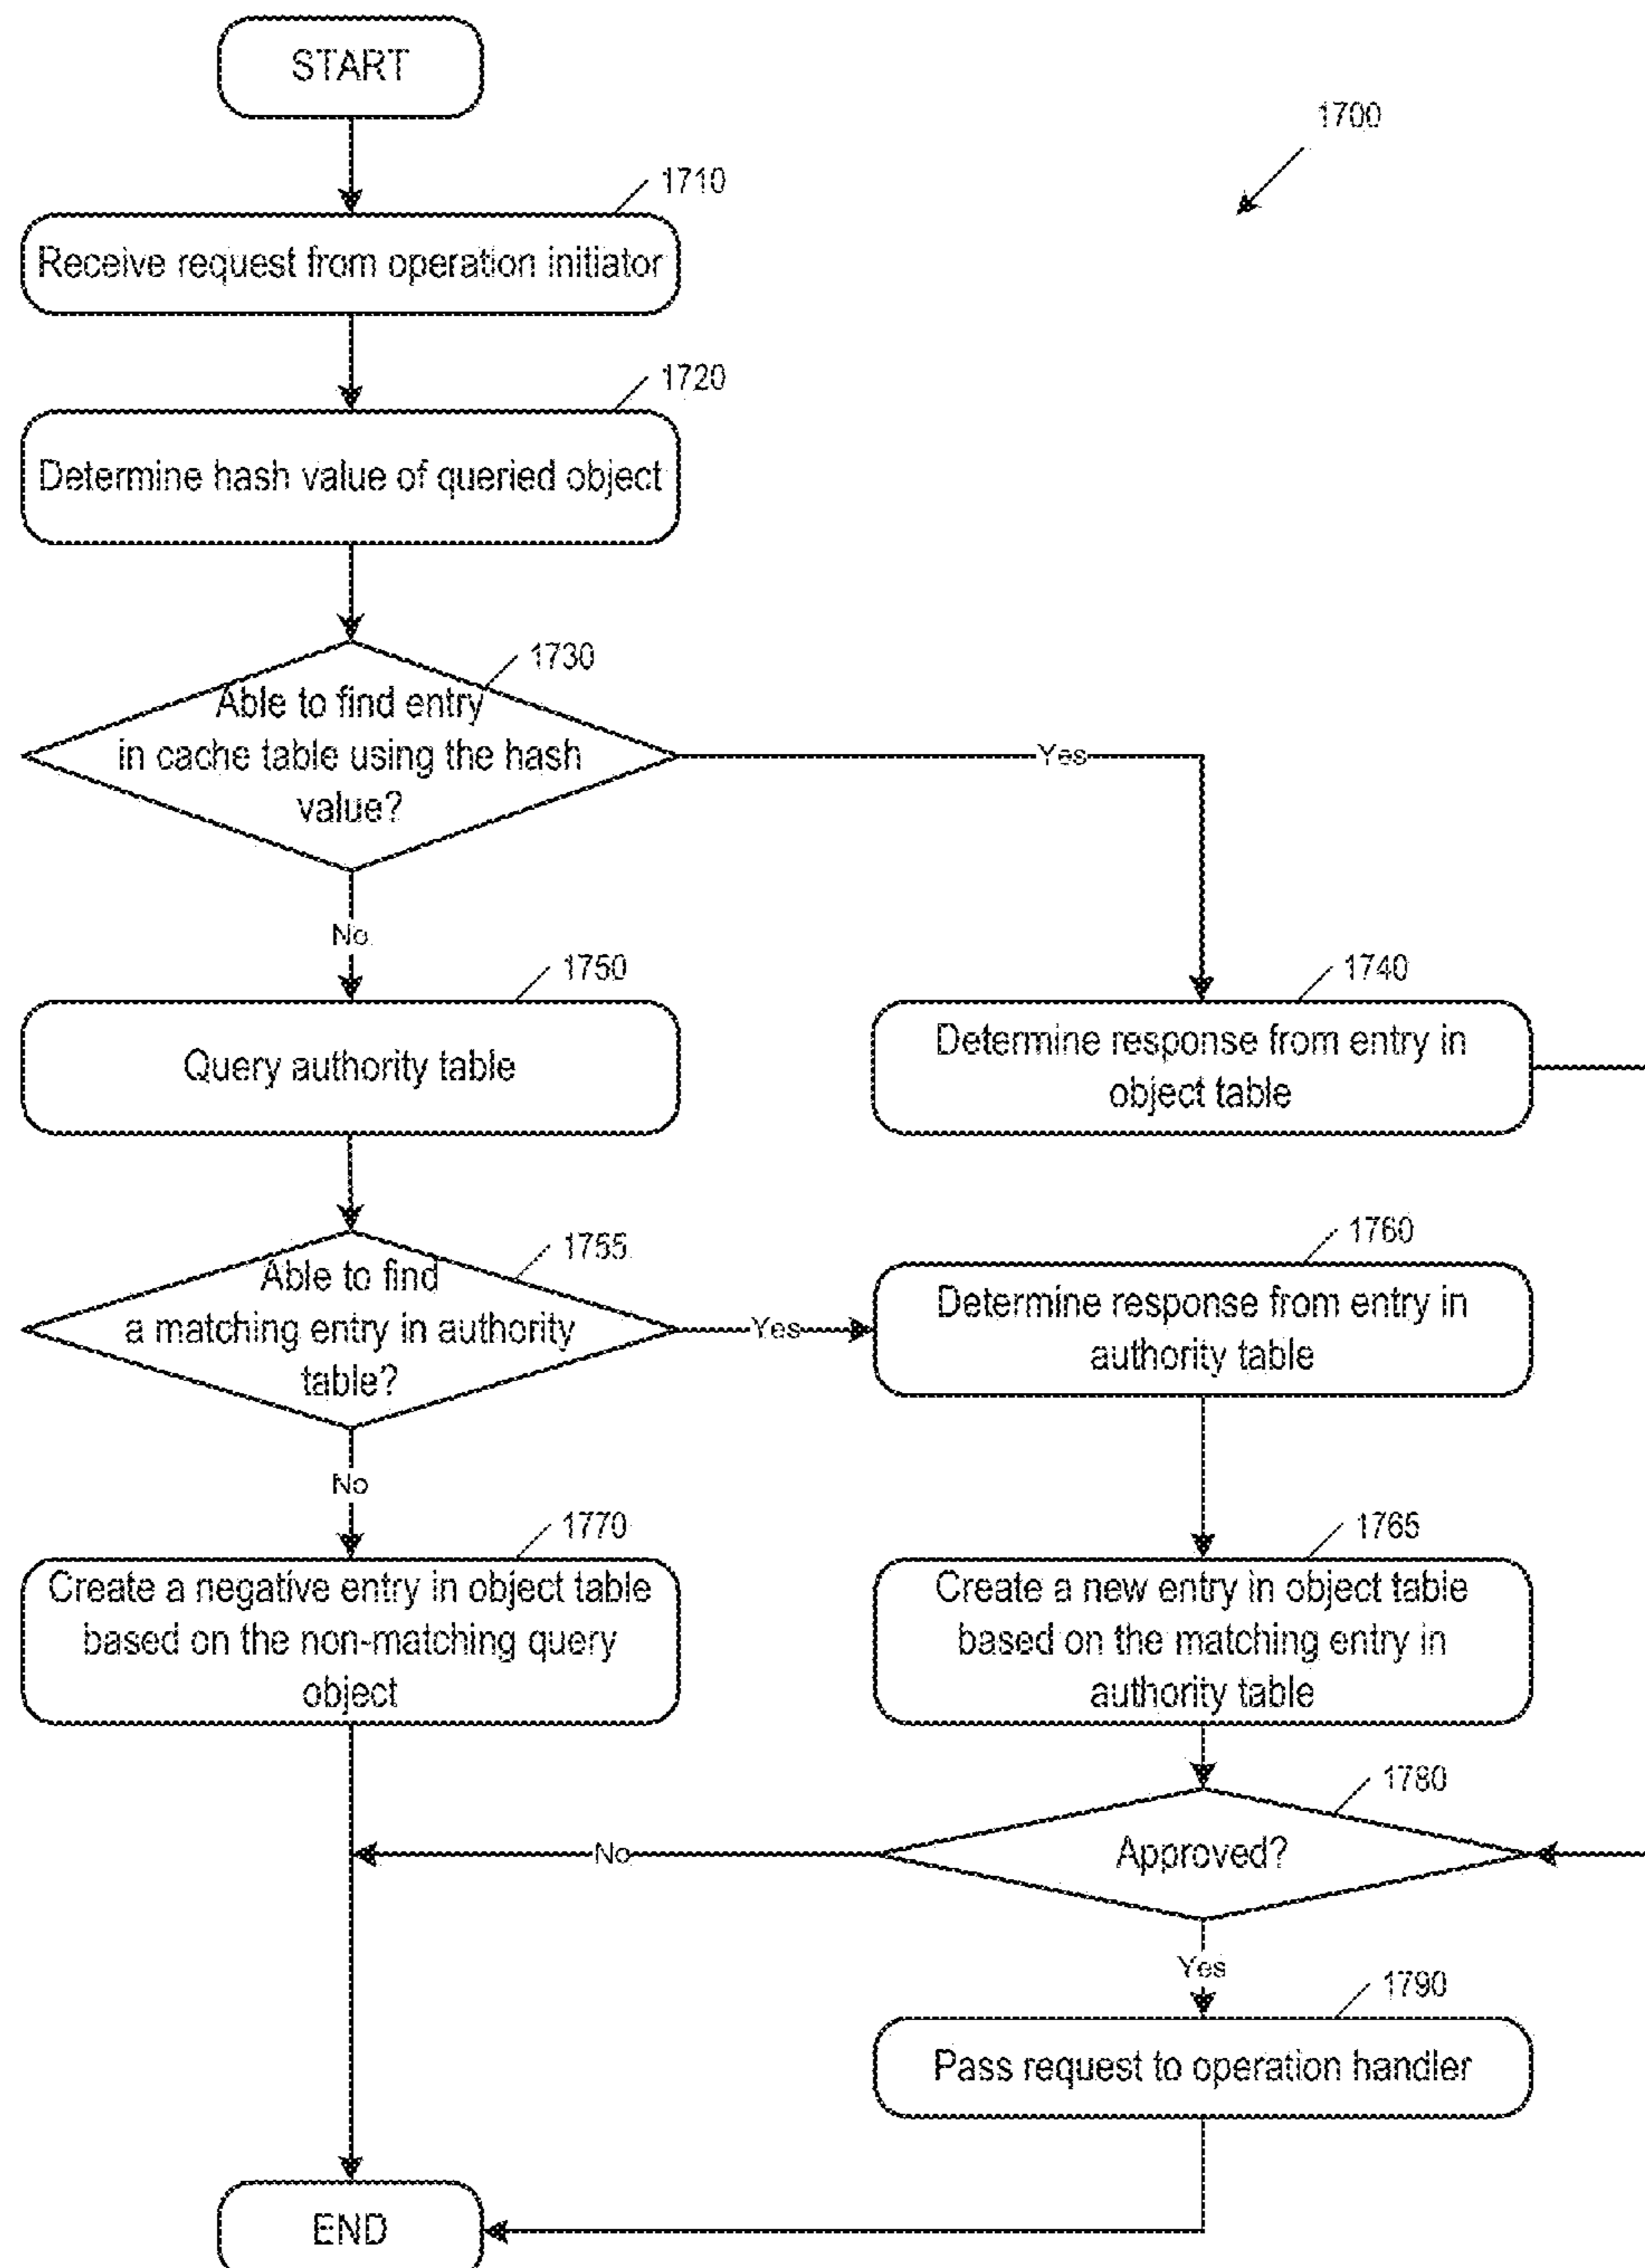 START
1700
1710
Receive request from operation initiator
1720
Determine hash value of queried object
1730
Able to find entry
in cache table using the hash
value?
Yes
No
1750
Query authority table
1740
Determine response from entry in
object table
1755
Able to find
a matching entry in authority
table?
Yes
1760
Determine response from entry in
authority table
No
1770
Create a negative entry in object table
based on the non-matching query
object
1765
Create a new entry in object table
based on the matching entry in
authority table
1780
Approved?
No
Yes
1790
Pass request to operation handler
END